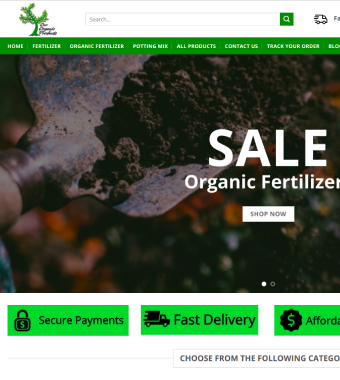 Our
Organic
Products
Search...
Fa
HOME FERTILIZER ORGANIC FERTILIZER POTTING MIX ALL PRODUCTS CONTACT US TRACK YOUR ORDER BLO
SALE
Organic Fertilizer
SHOP NOW
Secure Payments
Fast Delivery
Afforda
CHOOSE FROM THE FOLLOWING CATEGO